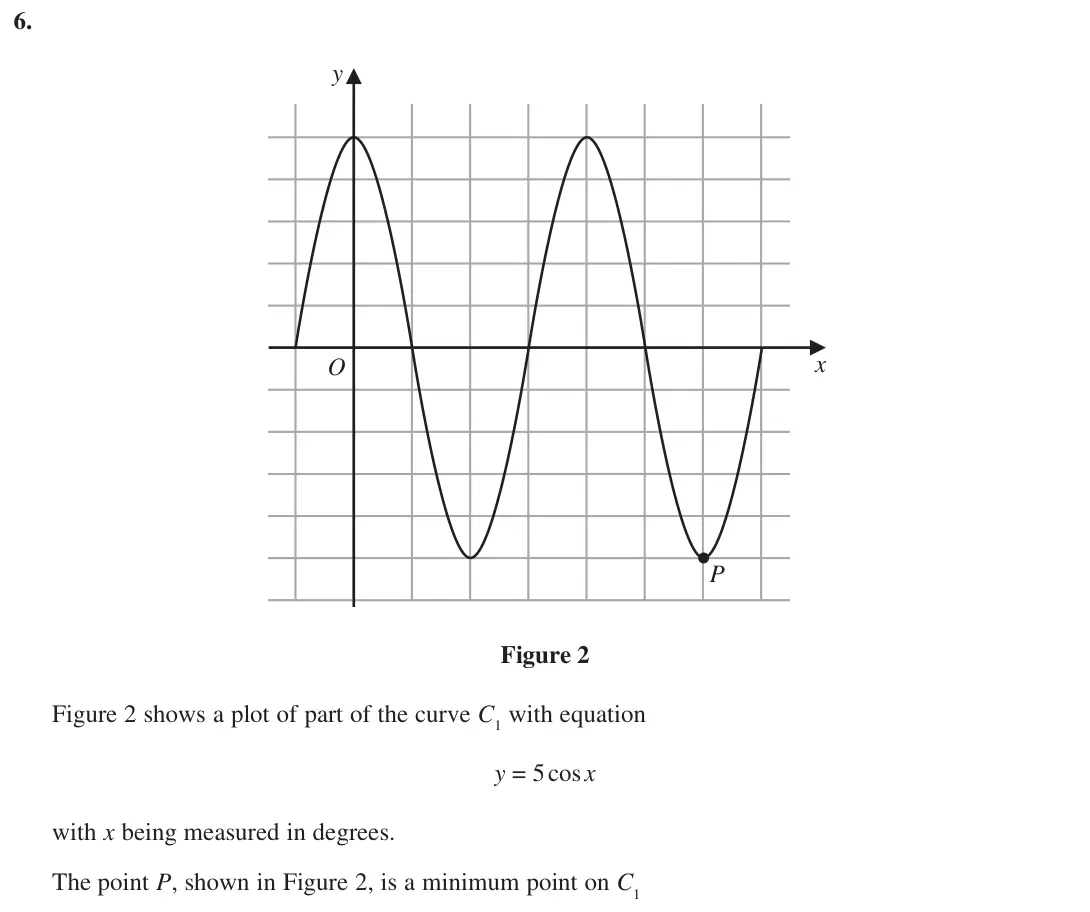 6.
y
O
x
P
Figure 2
Figure 2 shows a plot of part of the curve C₁ with equation
y = 5 cos x
with x being measured in degrees.
The point P, shown in Figure 2, is a minimum point on C₁